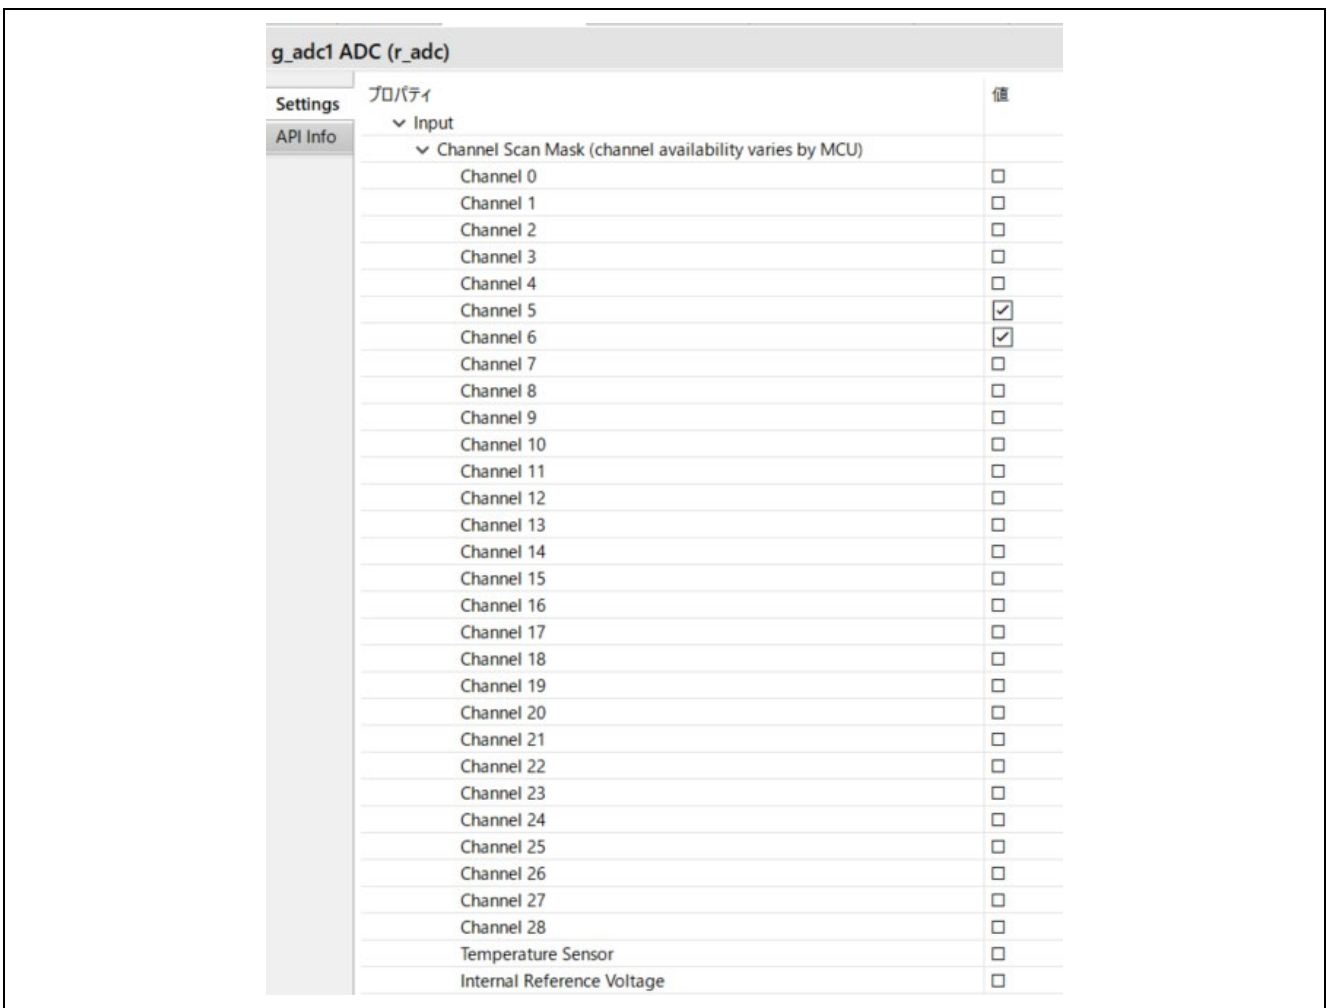 g_adc1 ADC (r_adc)
Settings
API Info
プロパティ 値
Input
Channel Scan Mask (channel availability varies by MCU)
Channel 0
Channel 1
Channel 2
Channel 3
Channel 4
Channel 5
Channel 6
Channel 7
Channel 8
Channel 9
Channel 10
Channel 11
Channel 12
Channel 13
Channel 14
Channel 15
Channel 16
Channel 17
Channel 18
Channel 19
Channel 20
Channel 21
Channel 22
Channel 23
Channel 24
Channel 25
Channel 26
Channel 27
Channel 28
Temperature Sensor
Internal Reference Voltage